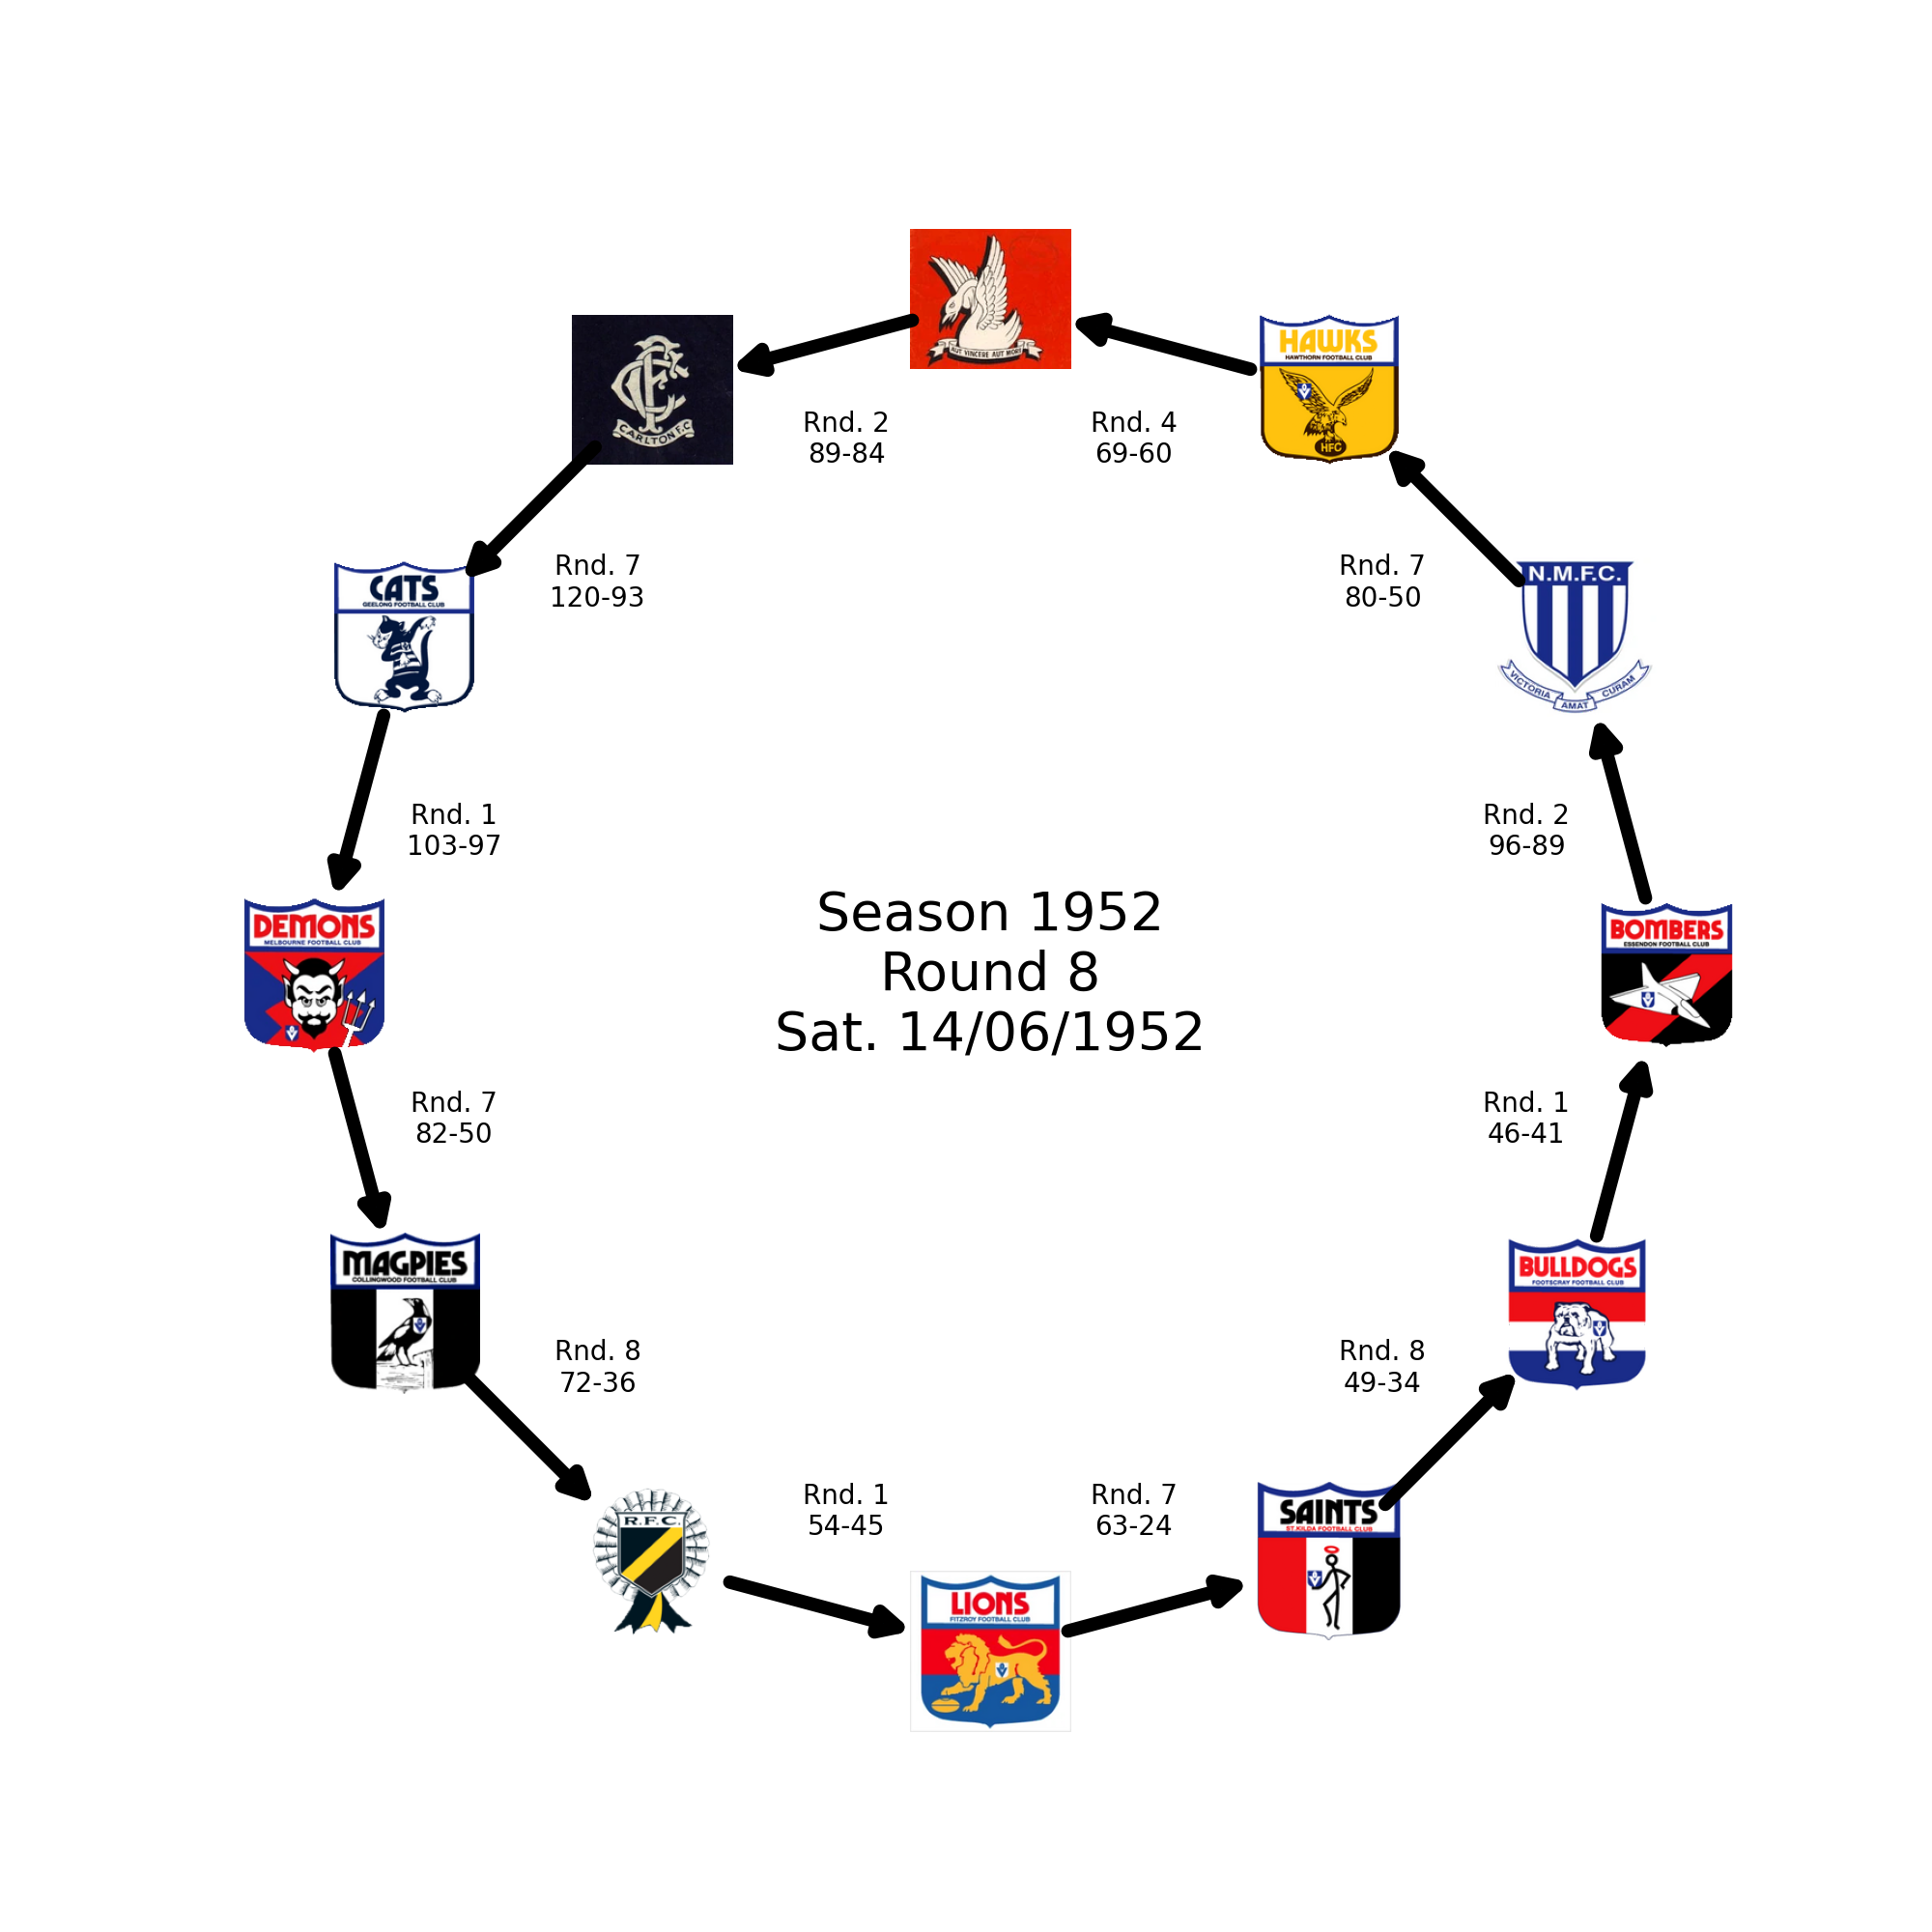 AUT VINCERE AUT MORI
HAWKS
HAWTHORN FOOTBALL CLUB
HFC
CARLTON F.C
Rnd. 2
89-84
Rnd. 4
69-60
Rnd. 7
120-93
Rnd. 7
80-50
CATS
GEELONG FOOTBALL CLUB
N.M.F.C.
VICTORIA AMAT CURAM
Rnd. 1
103-97
Rnd. 2
96-89
DEMONS
MELBOURNE FOOTBALL CLUB
Season 1952
Round 8
Sat. 14/06/1952
BOMBERS
ESSENDON FOOTBALL CLUB
Rnd. 7
82-50
Rnd. 1
46-41
MAGPIES
COLLINGWOOD FOOTBALL CLUB
BULLDOGS
FOOTSCRAY FOOTBALL CLUB
Rnd. 8
72-36
Rnd. 8
49-34
R.F.C.
Rnd. 1
54-45
Rnd. 7
63-24
SAINTS
ST.KILDA FOOTBALL CLUB
LIONS
FITZROY FOOTBALL CLUB